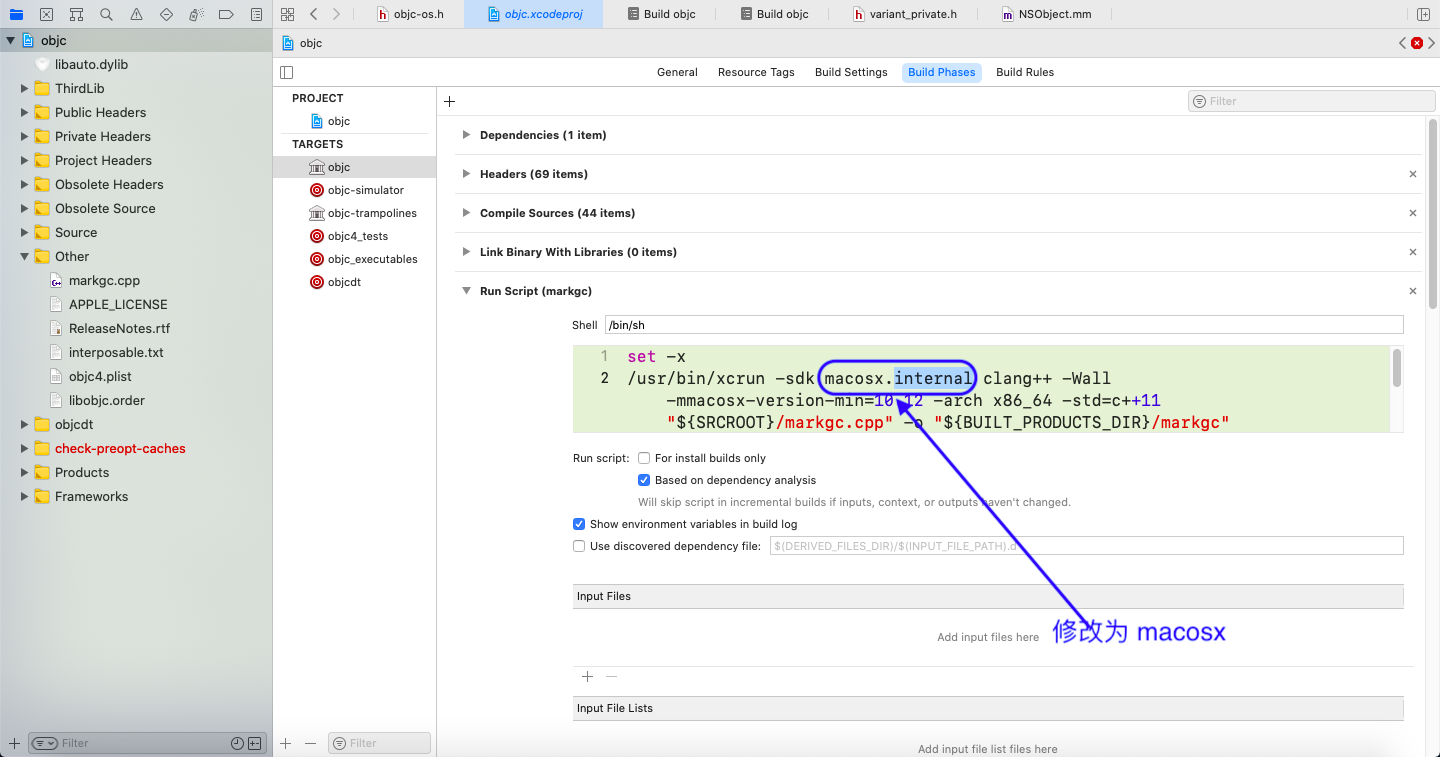 objc-os.h
objc.xcodeproj
Build objc
Build objc
variant_private.h
NSObject.mm
objc
libauto.dylib
ThirdLib
Public Headers
Private Headers
Project Headers
Obsolete Headers
Obsolete Source
Source
Other
markgc.cpp
APPLE_LICENSE
ReleaseNotes.rtf
interposable.txt
objc4.plist
libobjc.order
objcdt
check-preopt-caches
Products
Frameworks
Filter
objc
General
Resource Tags
Build Settings
Build Phases
Build Rules
PROJECT
objc
TARGETS
objc
objc-simulator
objc-trampolines
objc4_tests
objc_executables
objcdt
Filter
Filter
Dependencies (1 item)
Headers (69 items)
Compile Sources (44 items)
Link Binary With Libraries (0 items)
Run Script (markgc)
Shell /bin/sh
1 set -x
2 /usr/bin/xcrun -sdk macosx.internal clang++ -Wall
-mmacosx-version-min=10.12 -arch x86_64 -std=c++11
"${SRCROOT}/markgc.cpp" -o "${BUILT_PRODUCTS_DIR}/markgc"
Run script: For install builds only
Based on dependency analysis
Will skip script in incremental builds if inputs, context, or outputs haven't changed.
Show environment variables in build log
Use discovered dependency file: $(DERIVED_FILES_DIR)/$(INPUT_FILE_PATH).d
Input Files
Add input files here
修改为 macosx
Input File Lists
Add input file list files here